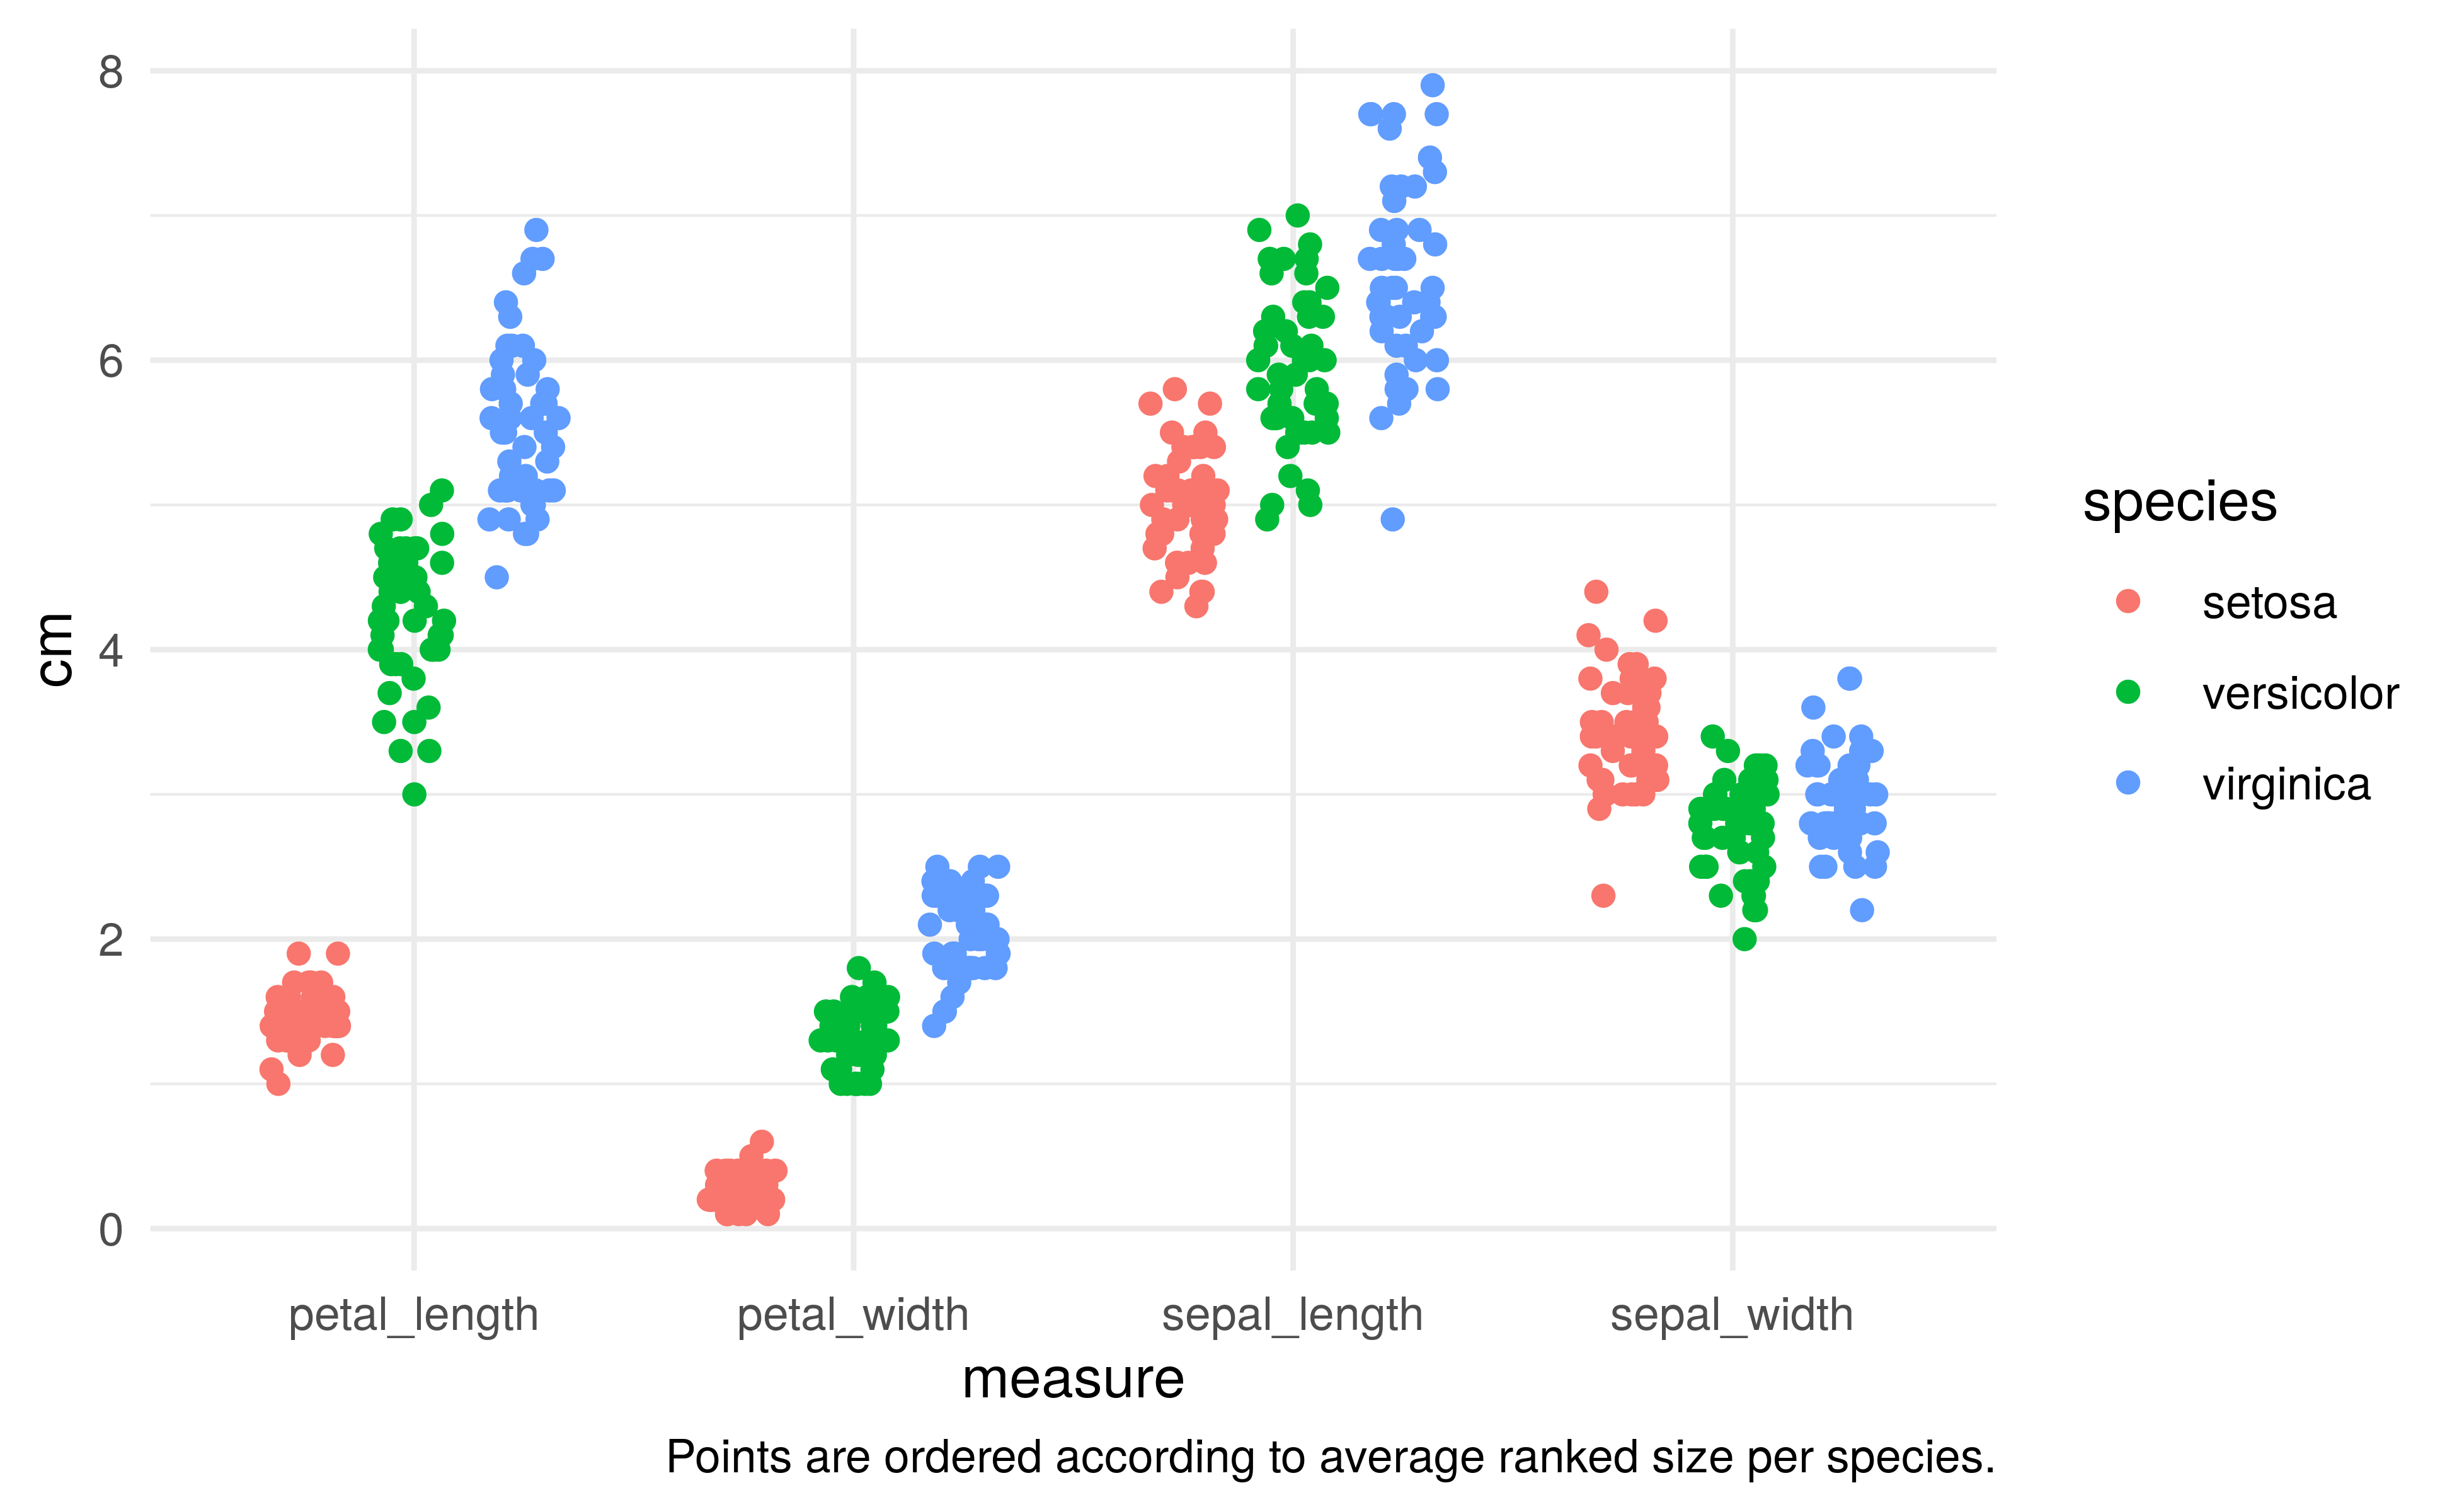 8
6
4
2
0
cm
petal_length petal_width sepal_length sepal_width
measure
Points are ordered according to average ranked size per species.
species
setosa
versicolor
virginica